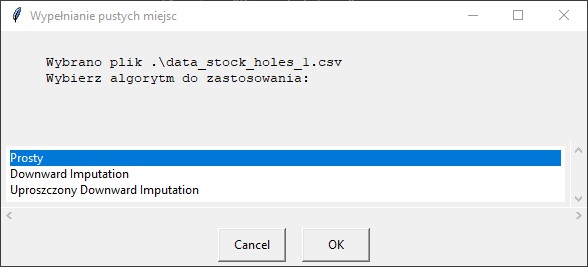 Wypełnianie pustych miejsc
Wybrano plik .\data_stock_holes_1.csv
Wybierz algorytm do zastosowania:
Prosty
Downward Imputation
Uproszczony Downward Imputation
Cancel OK